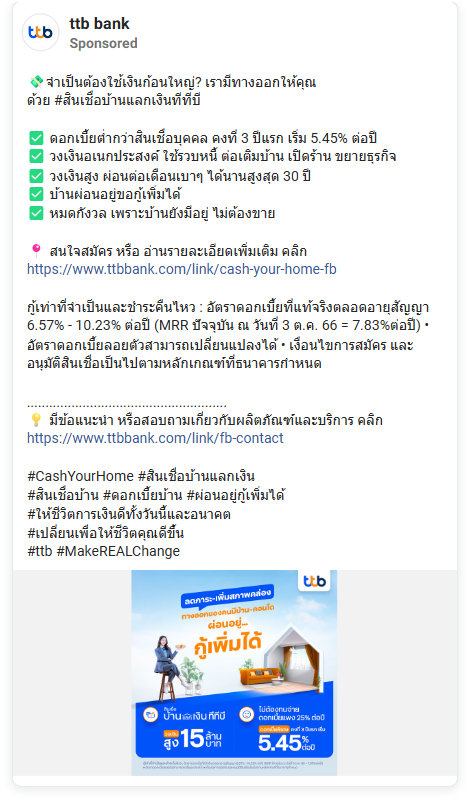 ttb bank
Sponsored
💸 จำเป็นต้องใช้เงินก้อนใหญ่? เรามีทางออกให้คุณ
ด้วย #สินเชื่อบ้านแลกเงินทีทีบี
✅ ดอกเบี้ยต่ำกว่าสินเชื่อบุคคล คงที่ 3 ปีแรก เริ่ม 5.45% ต่อปี
✅ วงเงินอเนกประสงค์ ใช้รวบหนี้ ต่อเติมบ้าน เปิดร้าน ขยายธุรกิจ
✅ วงเงินสูง ผ่อนต่อเดือนเบาๆ ได้นานสูงสุด 30 ปี
✅ บ้านผ่อนอยู่ขอกู้เพิ่มได้
✅ หมดกังวล เพราะบ้านยังมีอยู่ ไม่ต้องขาย
📍 สนใจสมัคร หรือ อ่านรายละเอียดเพิ่มเติม คลิก
https://www.ttbbank.com/link/cash-your-home-fb
กู้เท่าที่จำเป็นและชำระคืนไหว : อัตราดอกเบี้ยที่แท้จริงตลอดอายุสัญญา
6.57% - 10.23% ต่อปี (MRR ปัจจุบัน ณ วันที่ 3 ต.ค. 66 = 7.83%ต่อปี) •
อัตราดอกเบี้ยลอยตัวสามารถเปลี่ยนแปลงได้ • เงื่อนไขการสมัคร และ
อนุมัติสินเชื่อเป็นไปตามหลักเกณฑ์ที่ธนาคารกำหนด
......................................................
💡 มีข้อแนะนำ หรือสอบถามเกี่ยวกับผลิตภัณฑ์และบริการ คลิก
https://www.ttbbank.com/link/fb-contact
#CashYourHome #สินเชื่อบ้านแลกเงิน
#สินเชื่อบ้าน #ดอกเบี้ยบ้าน #ผ่อนอยู่กู้เพิ่มได้
#ให้ชีวิตการเงินดีทั้งวันนี้และอนาคต
#เปลี่ยนเพื่อให้ชีวิตคุณดีขึ้น
#ttb #MakeREALChange
ttb
ลดภาระ-เพิ่มสภาพคล่อง
ทางออกของคนมีบ้าน-คอนโด
ผ่อนอยู่...
กู้เพิ่มได้
สินเชื่อ
บ้านแลกเงิน ทีทีบี
วงเงิน
สูง 15 ล้าน
บาท
ไม่ต้องทนจ่าย
ดอกเบี้ยแพง 25% ต่อปี
ดอกเบี้ยพิเศษ คงที่ 3 ปีแรก เริ่ม
5.45% ต่อปี